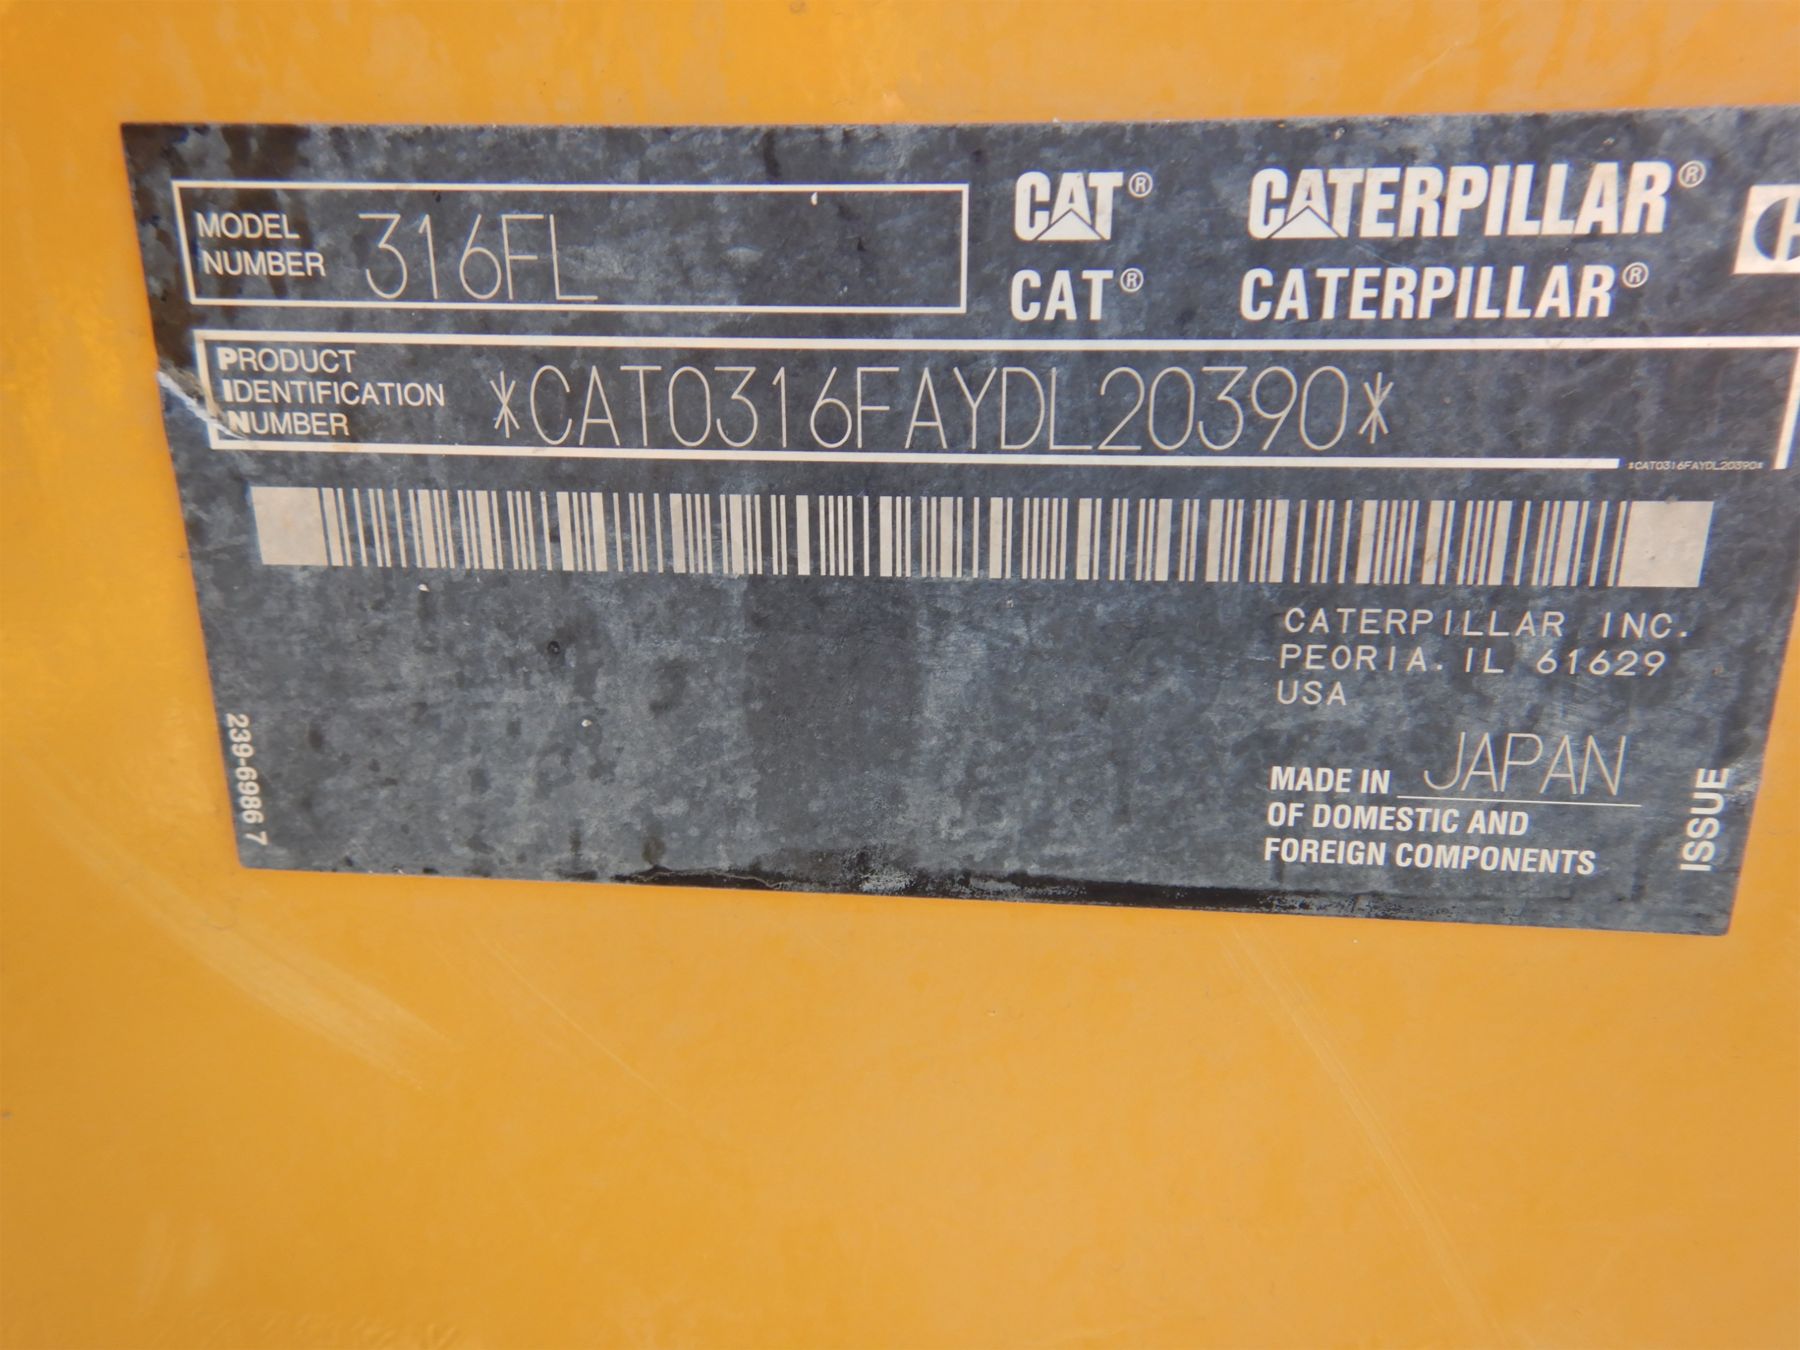 MODEL NUMBER 316FL
CAT® CATERPILLAR®
CAT® CATERPILLAR®
PRODUCT IDENTIFICATION NUMBER *CAT0316FAYDL20390*
*CAT0316FAYDL20390*
CATERPILLAR INC.
PEORIA. IL 61629
USA
MADE IN JAPAN
OF DOMESTIC AND
FOREIGN COMPONENTS
239-6986 7
ISSUE